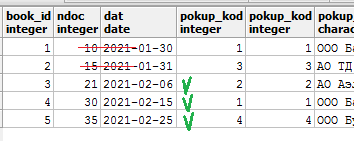 book_id integer ndoc integer dat date pokup_kod integer pokup_kod integer pokup charac
1 10 2021-01-30 1 1 ООО Ба
2 15 2021-01-31 3 3 АО ТД
3 21 2021-02-06 2 2 АО Аэл
4 30 2021-02-15 1 1 ООО Ба
5 35 2021-02-25 4 4 ООО Бу